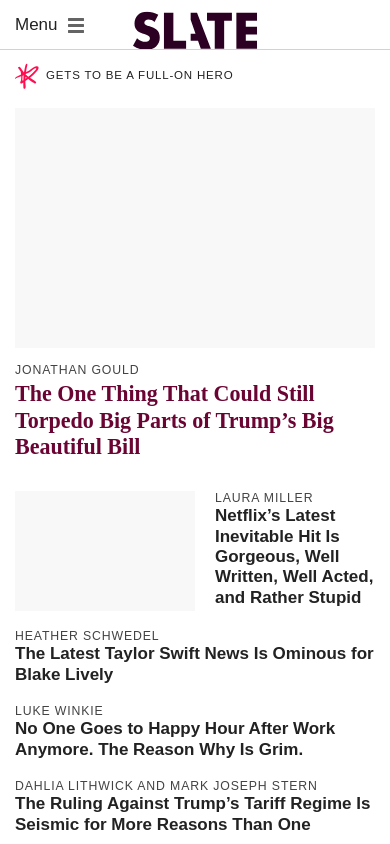 Menu
SLATE
GETS TO BE A FULL-ON HERO
JONATHAN GOULD
The One Thing That Could Still
Torpedo Big Parts of Trump’s Big
Beautiful Bill
LAURA MILLER
Netflix’s Latest
Inevitable Hit Is
Gorgeous, Well
Written, Well Acted,
and Rather Stupid
HEATHER SCHWEDEL
The Latest Taylor Swift News Is Ominous for
Blake Lively
LUKE WINKIE
No One Goes to Happy Hour After Work
Anymore. The Reason Why Is Grim.
DAHLIA LITHWICK AND MARK JOSEPH STERN
The Ruling Against Trump’s Tariff Regime Is
Seismic for More Reasons Than One